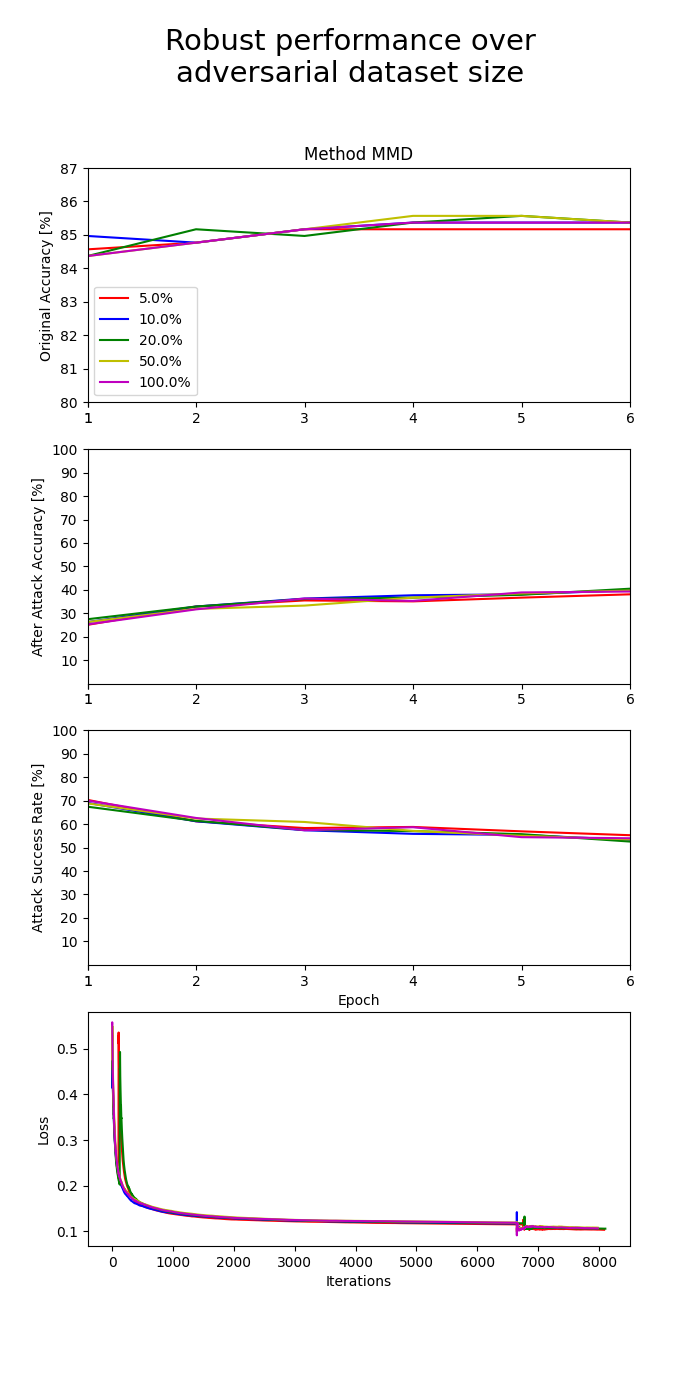 Robust performance over
adversarial dataset size
Method MMD
87
86
85
84
83
82
81
80
Original Accuracy [%]
5.0%
10.0%
20.0%
50.0%
100.0%
1 2 3 4 5 6
100
90
80
70
60
50
40
30
20
10
After Attack Accuracy [%]
1 2 3 4 5 6
100
90
80
70
60
50
40
30
20
10
Attack Success Rate [%]
1 2 3 4 5 6
Epoch
0.5
0.4
0.3
0.2
0.1
Loss
0 1000 2000 3000 4000 5000 6000 7000 8000
Iterations